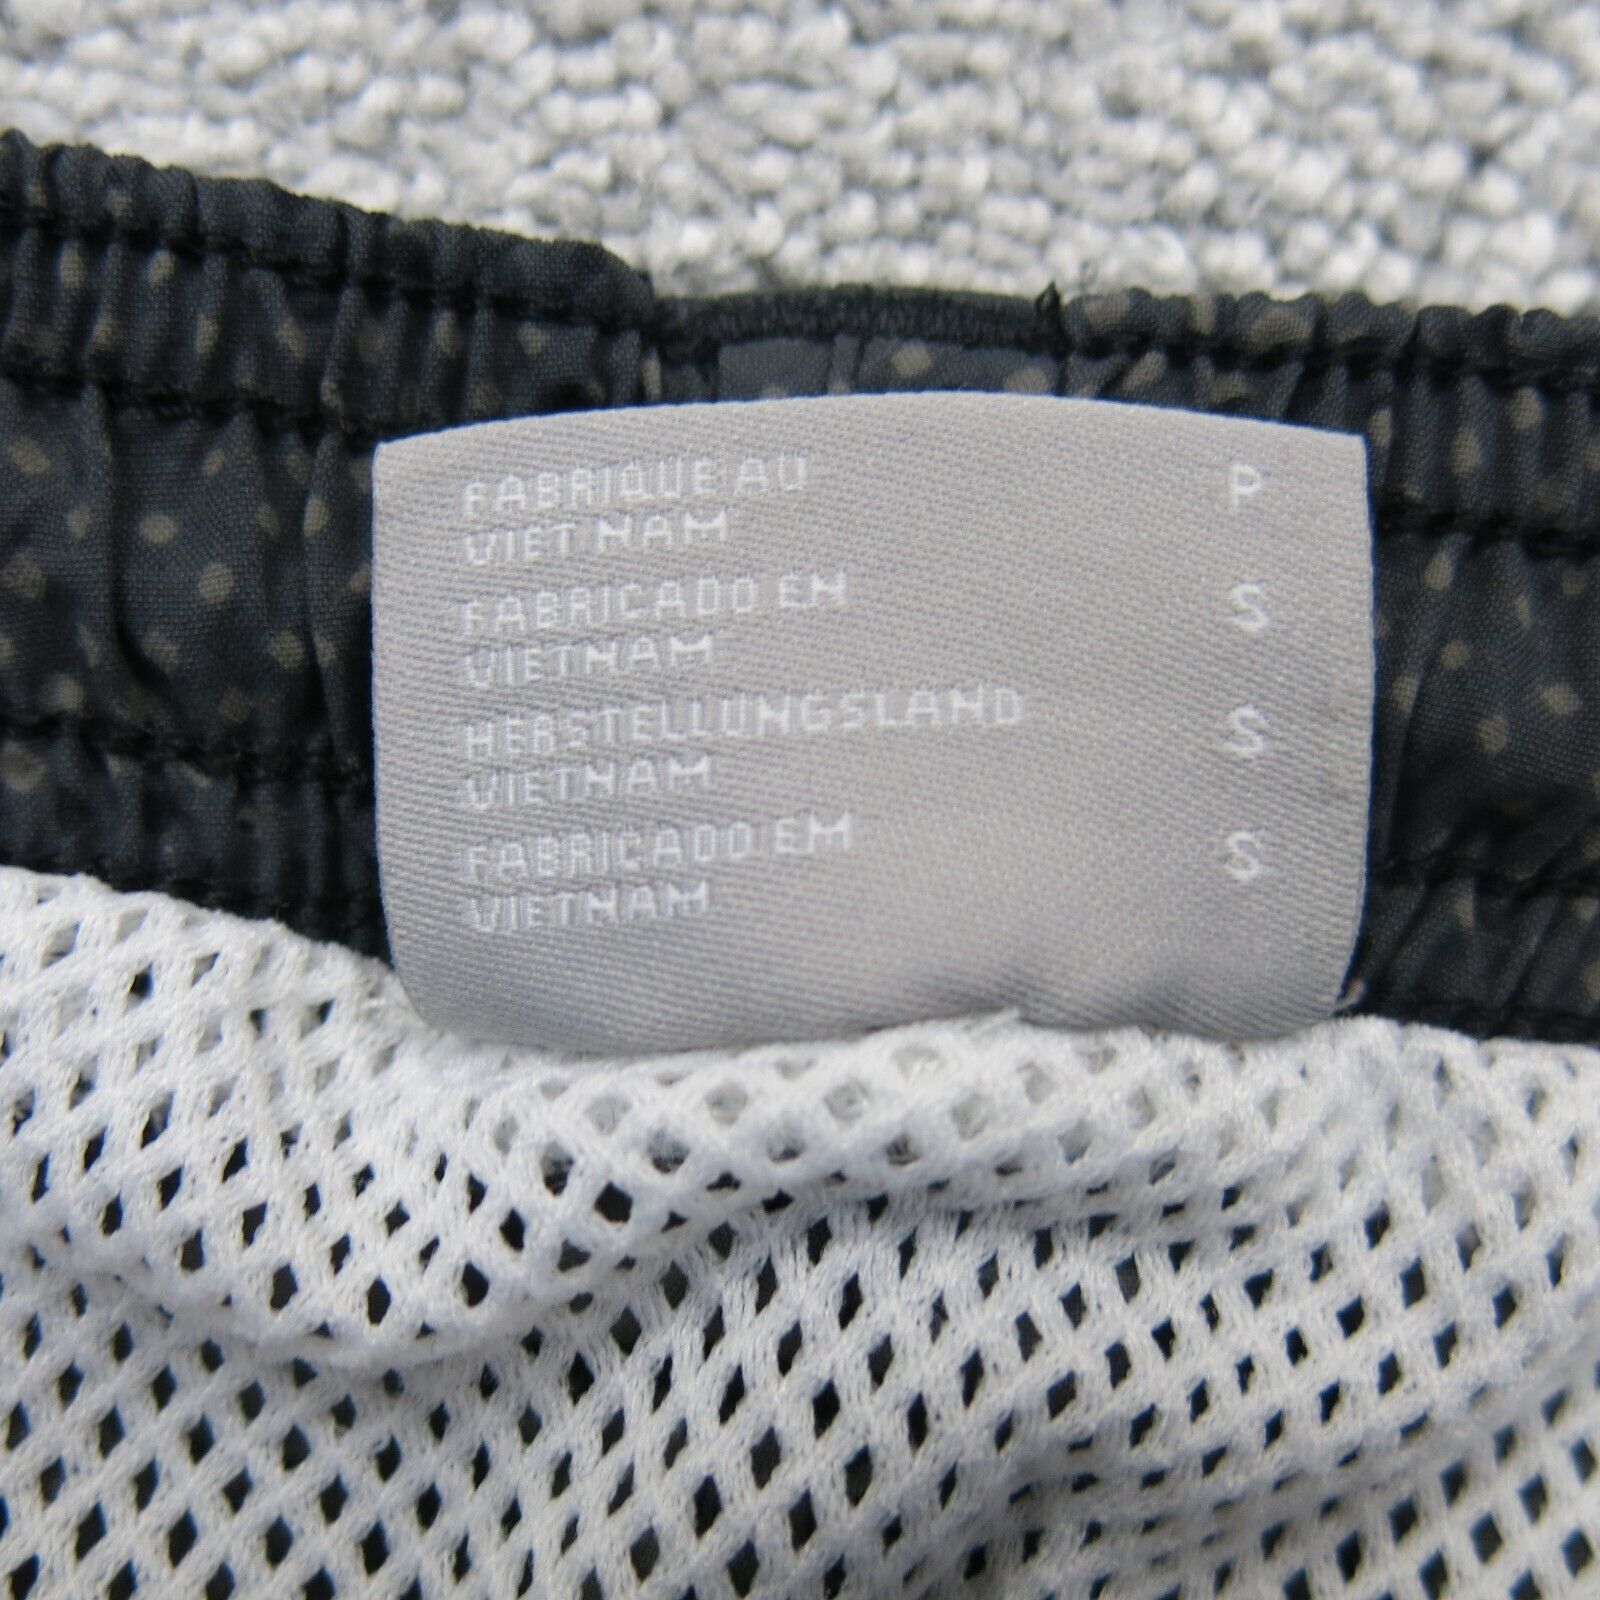 FABRIQUE AU P
VIET NAM
FABRICADO EM S
VIETNAM
HERSTELLUNGSLAND S
VIETNAM
FABRICADO EM S
VIETNAM